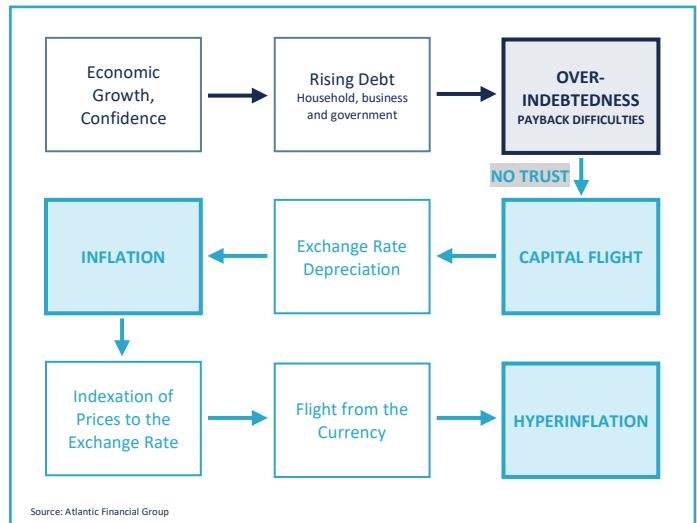 Economic
Growth,
Confidence
Rising Debt
Household, business
and government
OVER-
INDEBTEDNESS
PAYBACK DIFFICULTIES
NO TRUST
CAPITAL FLIGHT
Exchange Rate
Depreciation
INFLATION
Indexation of
Prices to the
Exchange Rate
Flight from the
Currency
HYPERINFLATION
Source: Atlantic Financial Group